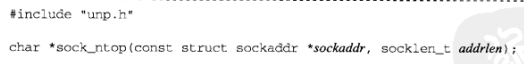 #include "unp.h"
char *sock_ntop(const struct sockaddr *sockaddr, socklen_t addrlen);